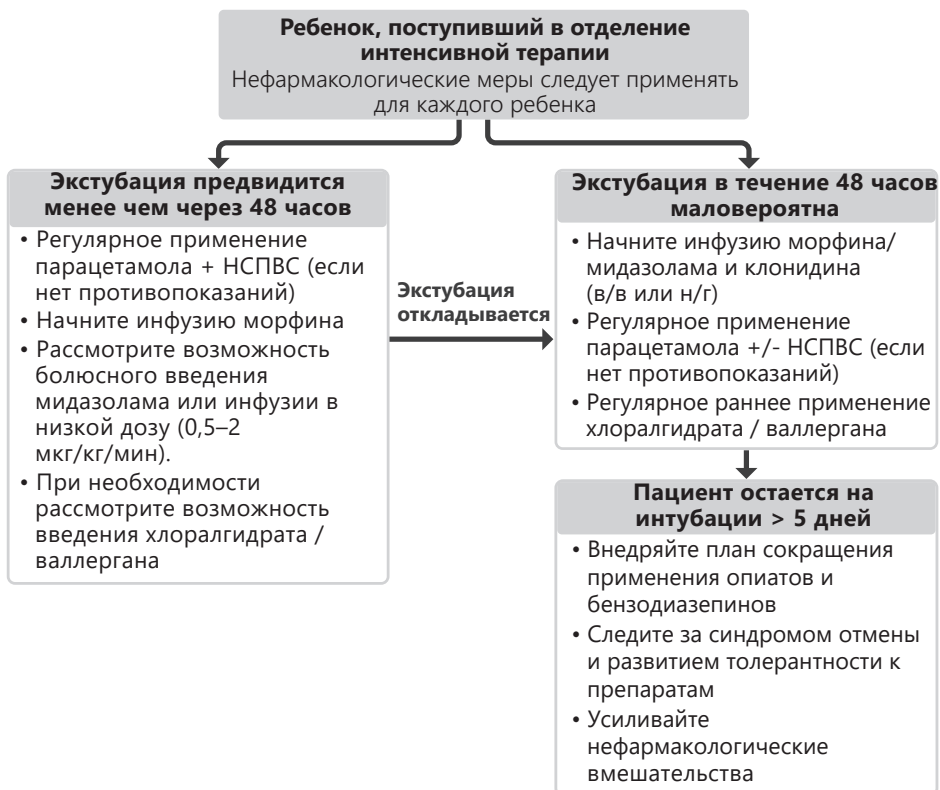 Ребенок, поступивший в отделение
интенсивной терапии
Нефармакологические меры следует применять
для каждого ребенка
Экстубация предвидится
менее чем через 48 часов
• Регулярное применение
парацетамола + НСПВС (если
нет противопоказаний)
• Начните инфузию морфина
• Рассмотрите возможность
болюсного введения
мидазолама или инфузии в
низкой дозу (0,5–2
мкг/кг/мин).
• При необходимости
рассмотрите возможность
введения хлоралгидрата /
валлергана
Экстубация
откладывается
Экстубация в течение 48 часов
маловероятна
• Начните инфузию морфина/
мидазолама и клонидина
(в/в или н/г)
• Регулярное применение
парацетамола +/- НСПВС (если
нет противопоказаний)
• Регулярное раннее применение
хлоралгидрата / валлергана
Пациент остается на
интубации > 5 дней
• Внедряйте план сокращения
применения опиатов и
бензодиазепинов
• Следите за синдромом отмены
и развитием толерантности к
препаратам
• Усиливайте
нефармакологические
вмешательства